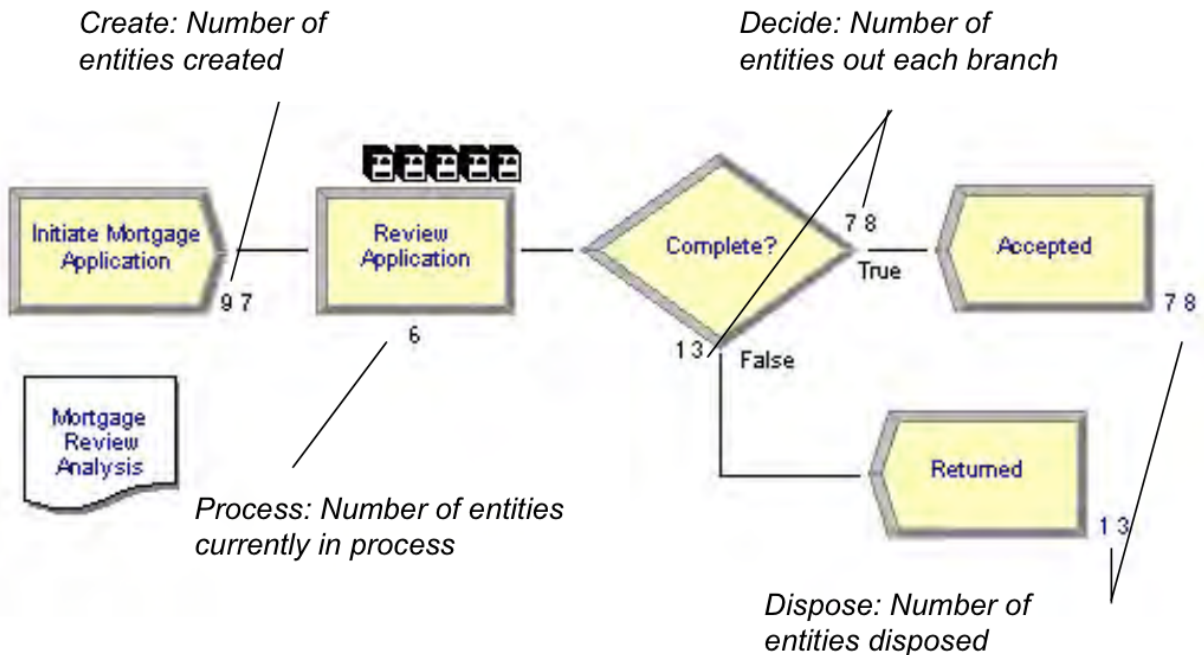 Create: Number of
entities created
Decide: Number of
entities out each branch
Initiate Mortgage
Application
9 7
Review
Application
6
Complete?
7 8
True
1 3
False
Accepted
7 8
Mortgage
Review
Analysis
Returned
1 3
Process: Number of entities
currently in process
Dispose: Number of
entities disposed